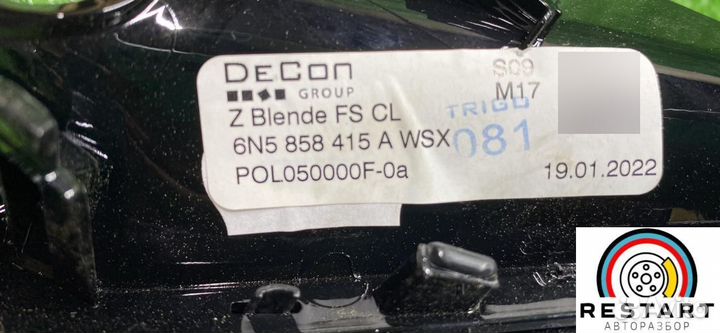 DeCon
GROUP
Z Blende FS CL
6N5 858 415 A WSX
POL050000F-0a
M17
TRIGO
081
19.01.2022
RESTART
АВТОРАЗБОР